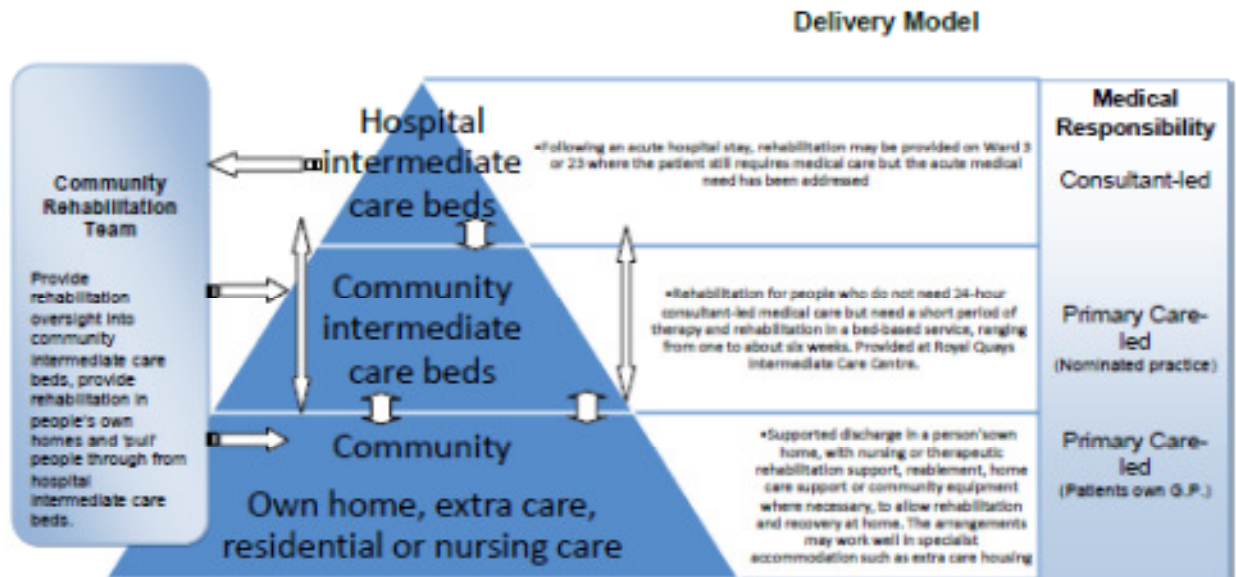 Delivery Model
Community
Rehabilitation
Team
Provide
rehabilitation
oversight into
community
intermediate care
beds, provide
rehabilitation in
people's own
homes and 'pull'
people through from
hospital
intermediate care
beds.
Hospital
intermediate
care beds
•Following an acute hospital stay, rehabilitation may be provided on Ward 3
or 23 where the patient still requires medical care but the acute medical
need has been addressed
Medical
Responsibility
Consultant-led
Community
intermediate
care beds
•Rehabilitation for people who do not need 24-hour
consultant-led medical care but need a short period of
therapy and rehabilitation in a bed-based service, ranging
from one to about six weeks. Provided at Royal Quays
Intermediate Care Centre.
Primary Care-
led
(Nominated practice)
Community
Own home, extra care,
residential or nursing care
•Supported discharge in a person'sown
home, with nursing or therapeutic
rehabilitation support, reablement, home
care support or community equipment
where necessary, to allow rehabilitation
and recovery at home. The arrangements
may work well in specialist
accommodation such as extra care housing
Primary Care-
led
(Patients own G.P.)